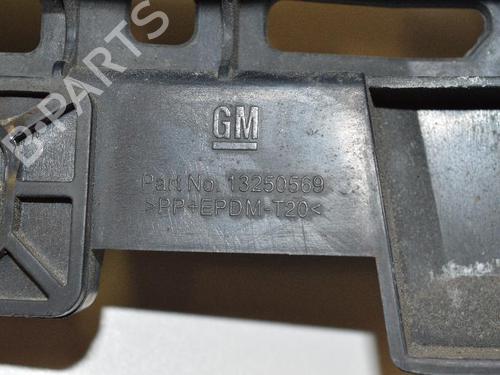 B-PARTS
GM
Part No. 13250569
>PP+EPDM-T20<